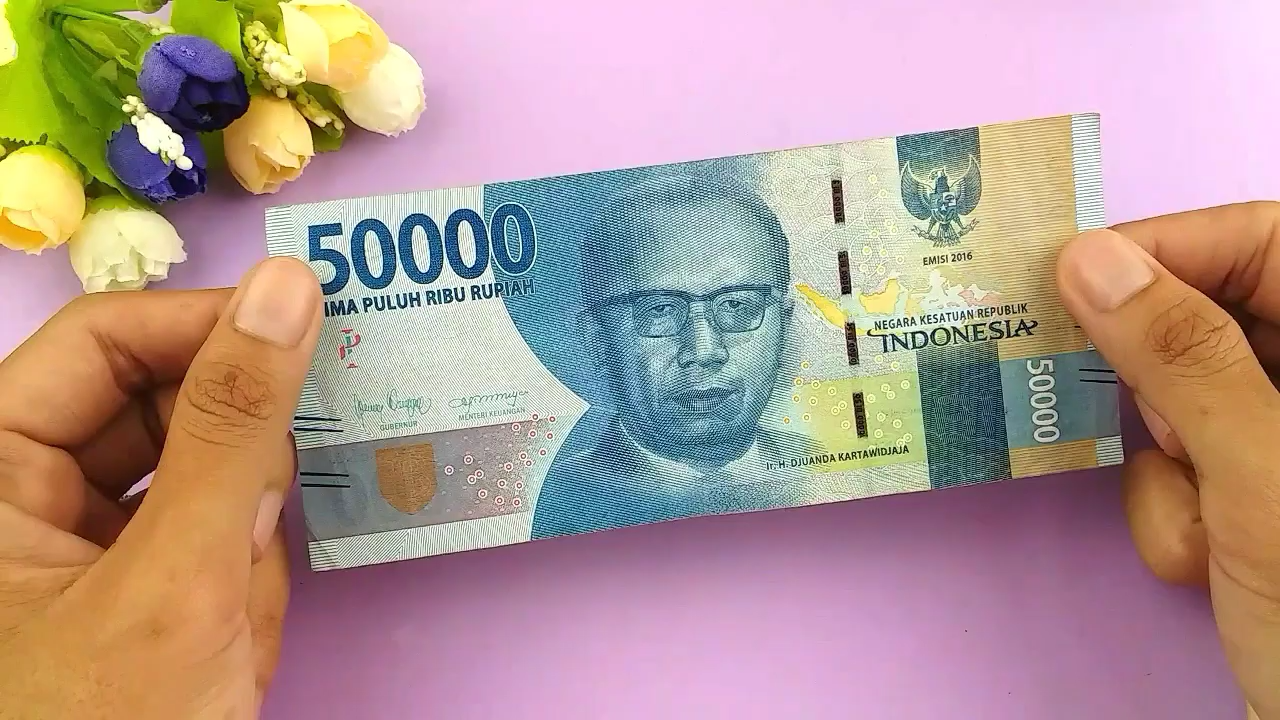 50000
IMA PULUH RIBU RUPIAH
GUBERNUR
MENTERI KEUANGAN
EMISI 2016
NEGARA KESATUAN REPUBLIK
INDONESIA
50000
Ir. H. DJUANDA KARTAWIDJAJA